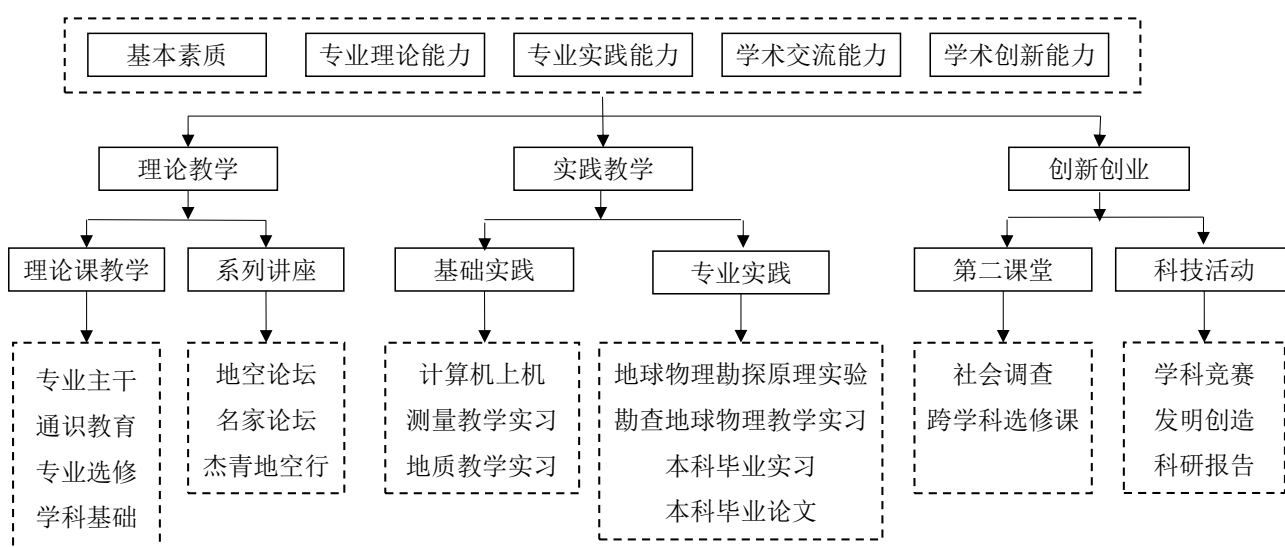 基本素质
专业理论能力
专业实践能力
学术交流能力
学术创新能力
理论教学
实践教学
创新创业
理论课教学
系列讲座
基础实践
专业实践
第二课堂
科技活动
专业主干
通识教育
专业选修
学科基础
地空论坛
名家论坛
杰青地空行
计算机上机
测量教学实习
地质教学实习
地球物理勘探原理实验
勘查地球物理教学实习
本科毕业实习
本科毕业论文
社会调查
跨学科选修课
学科竞赛
发明创造
科研报告